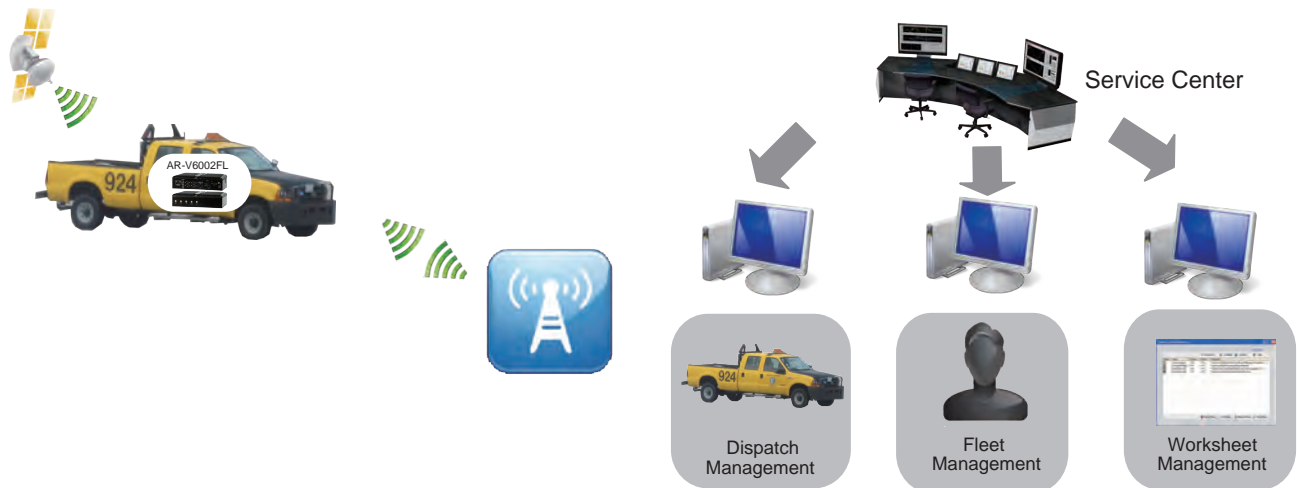 Service Center
AR-V6002FL
924
924
Dispatch
Management
Fleet
Management
Worksheet
Management